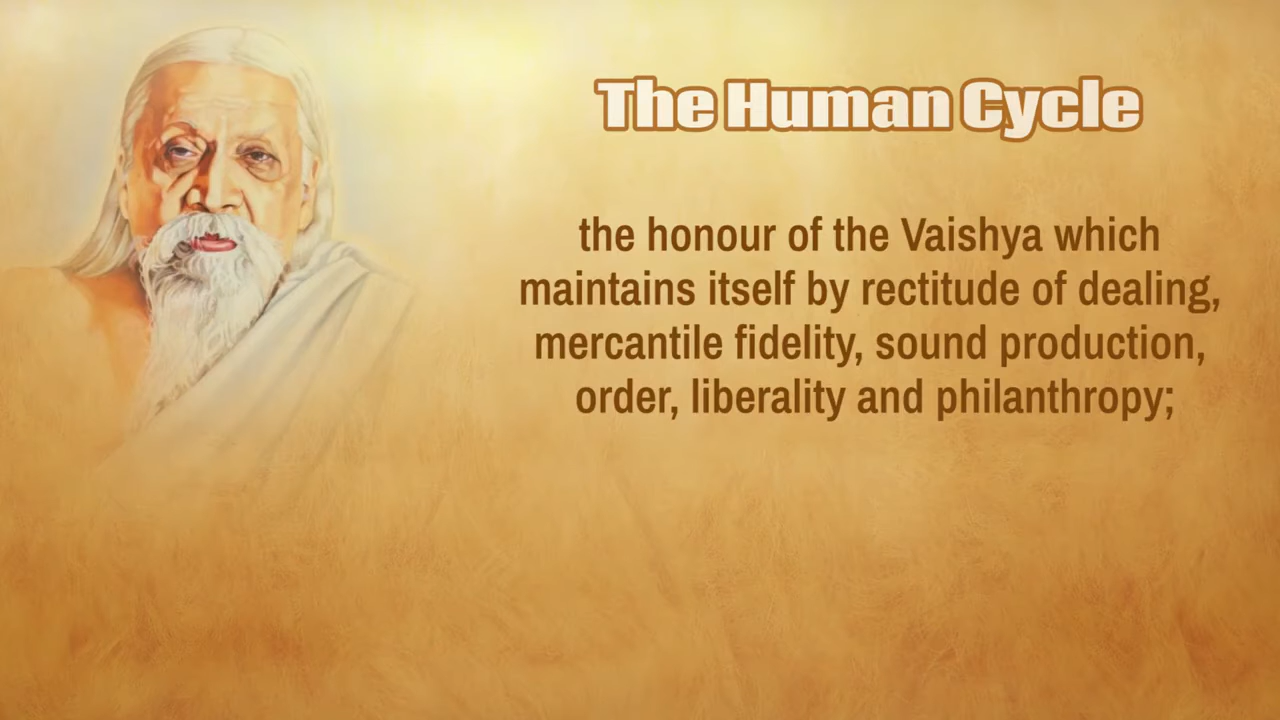 The Human Cycle
the honour of the Vaishya which
maintains itself by rectitude of dealing,
mercantile fidelity, sound production,
order, liberality and philanthropy;